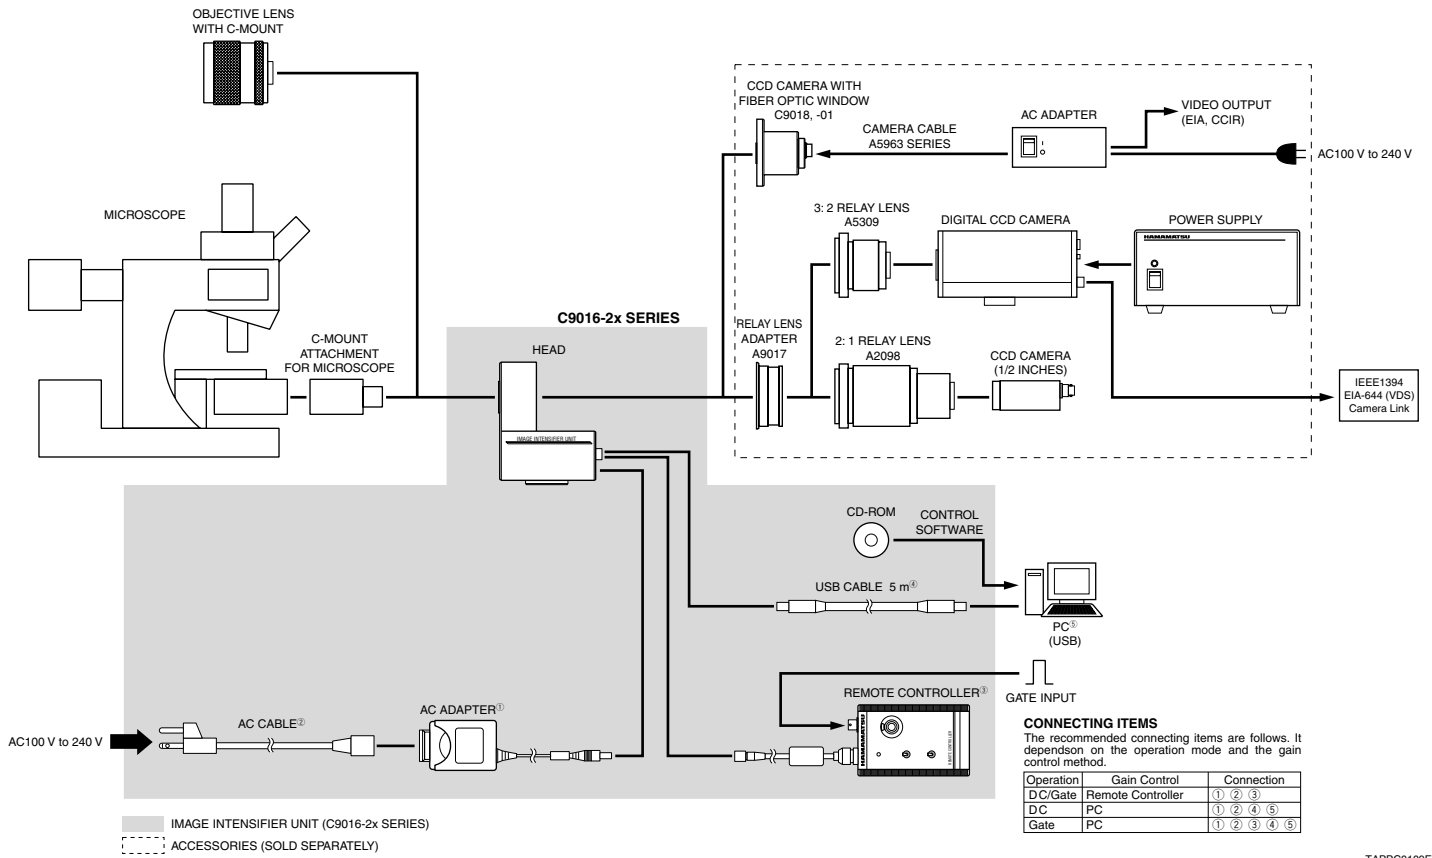 OBJECTIVE LENS
WITH C-MOUNT
MICROSCOPE
C-MOUNT
ATTACHMENT
FOR MICROSCOPE
C9016-2x SERIES
HEAD
IMAGE INTENSIFIER UNIT
CCD CAMERA WITH
FIBER OPTIC WINDOW
C9018, -01
CAMERA CABLE
A5963 SERIES
AC ADAPTER
VIDEO OUTPUT
(EIA, CCIR)
AC100 V to 240 V
3: 2 RELAY LENS
A5309
DIGITAL CCD CAMERA
POWER SUPPLY
HAMAMATSU
RELAY LENS
ADAPTER
A9017
2: 1 RELAY LENS
A2098
CCD CAMERA
(1/2 INCHES)
IEEE1394
EIA-644 (VDS)
Camera Link
CD-ROM
CONTROL
SOFTWARE
USB CABLE 5 m④
PC⑤
(USB)
GATE INPUT
REMOTE CONTROLLER③
HAMAMATSU
REMOTE CONTROLLER
AC100 V to 240 V
AC CABLE②
AC ADAPTER①
CONNECTING ITEMS
The recommended connecting items are follows. It
dependson on the operation mode and the gain
control method.
Operation Gain Control Connection
DC/Gate Remote Controller ① ② ③
DC PC ① ② ④ ⑤
Gate PC ① ② ③ ④ ⑤
IMAGE INTENSIFIER UNIT (C9016-2x SERIES)
ACCESSORIES (SOLD SEPARATELY)